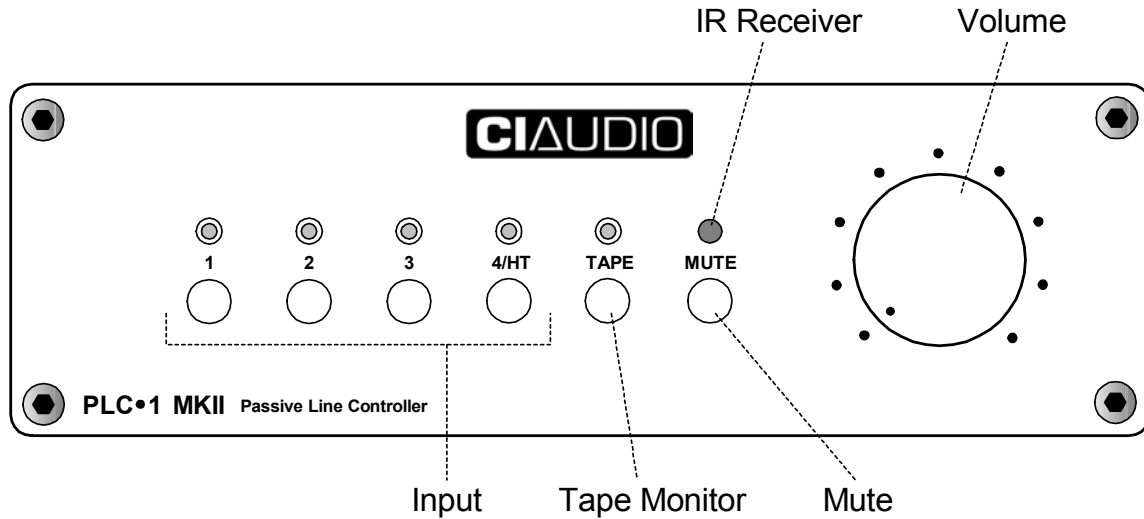 IR Receiver Volume
CIAUDIO
1 2 3 4/HT TAPE MUTE
PLC•1 MKII Passive Line Controller
Input Tape Monitor Mute